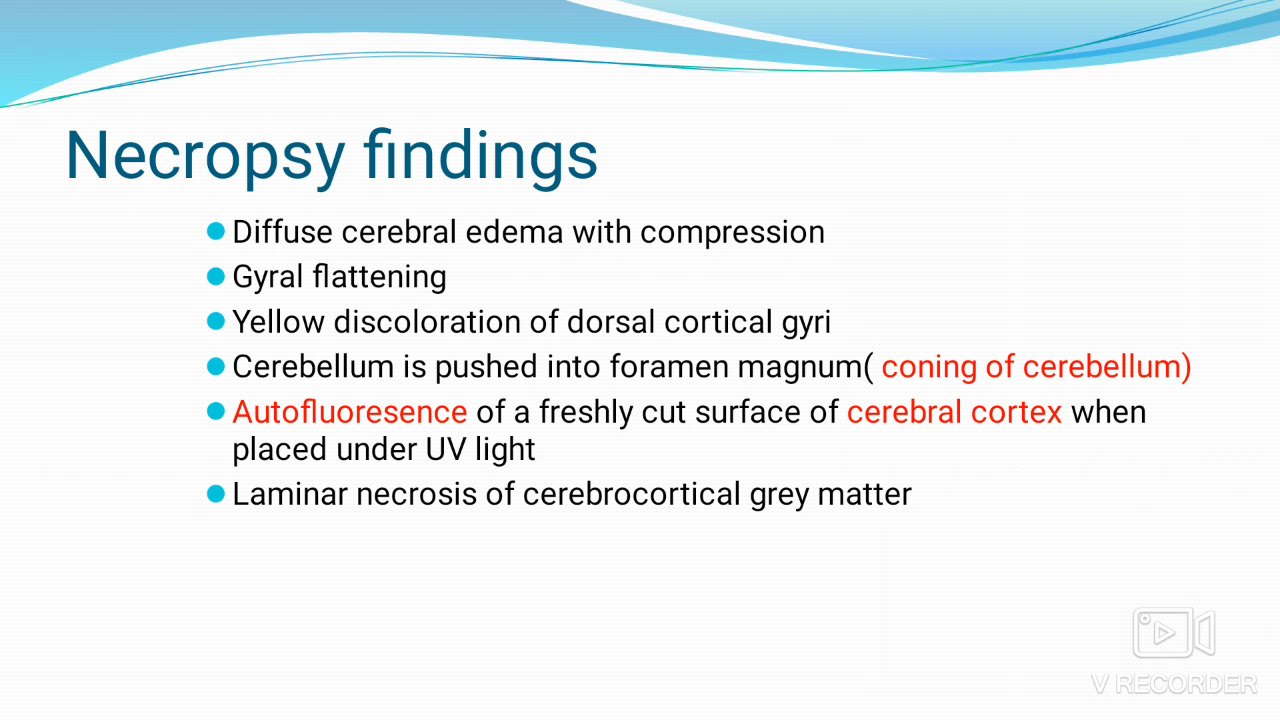 Necropsy findings
Diffuse cerebral edema with compression
Gyral flattening
Yellow discoloration of dorsal cortical gyri
Cerebellum is pushed into foramen magnum( coning of cerebellum)
Autofluoresence of a freshly cut surface of cerebral cortex when
placed under UV light
Laminar necrosis of cerebrocortical grey matter
V RECORDER